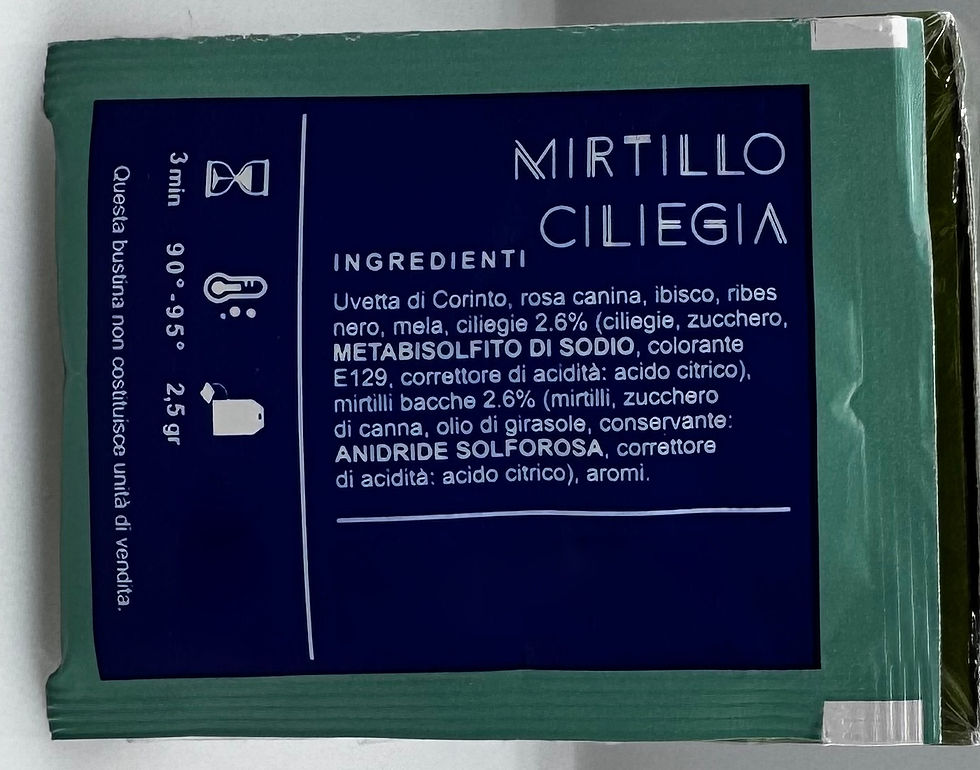 MIRTILLO
CILIEGIA
INGREDIENTI
Uvetta di Corinto, rosa canina, ibisco, ribes
nero, mela, ciliegie 2.6% (ciliegie, zucchero,
METABISOLFITO DI SODIO, colorante
E129, correttore di acidità: acido citrico),
mirtilli bacche 2.6% (mirtilli, zucchero
di canna, olio di girasole, conservante:
ANIDRIDE SOLFOROSA, correttore
di acidità: acido citrico), aromi.
3 min 90°-95° 2,5 gr
Questa bustina non costituisce unità di vendita.